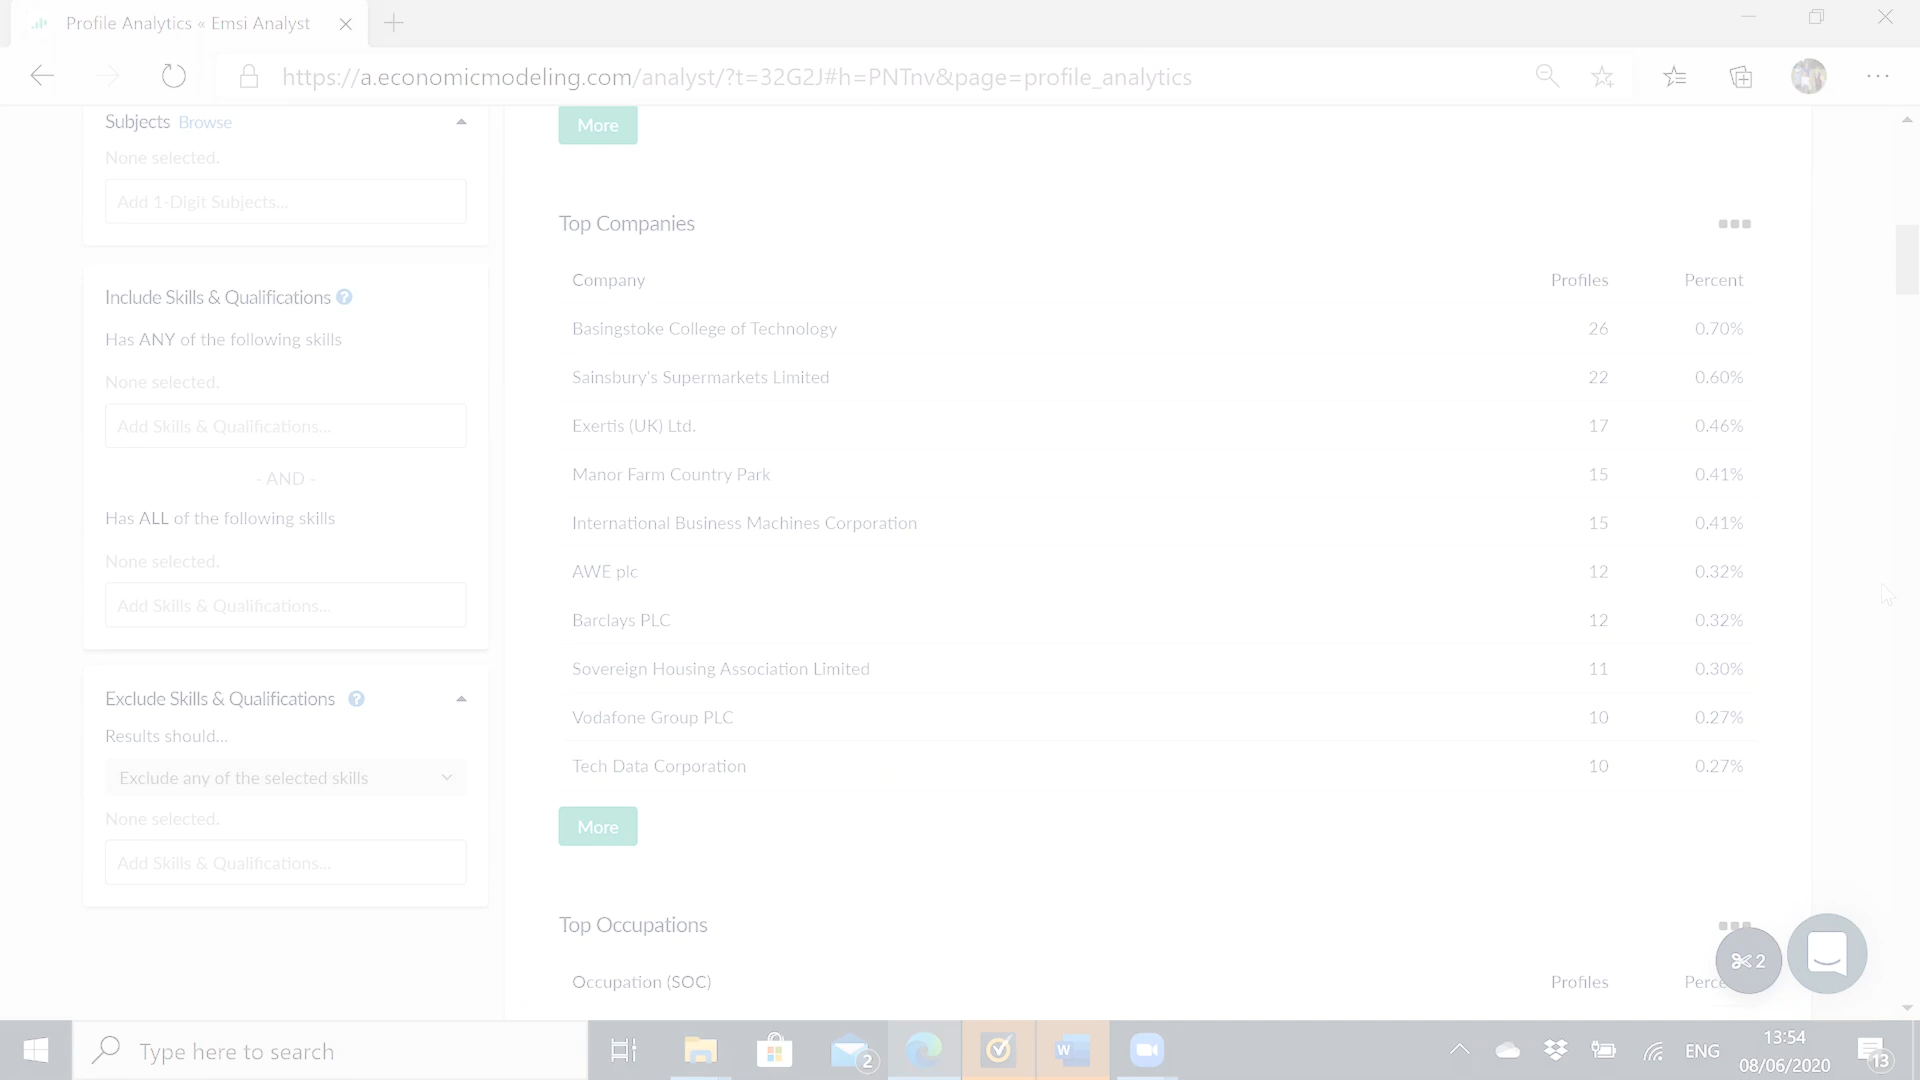 Profile Analytics « Emsi Analyst
https://a.economicmodeling.com/analyst/?t=32G2J#h=PNTnv&page=profile_analytics
Subjects Browse
None selected.
Add 1-Digit Subjects...
Include Skills & Qualifications ?
Has ANY of the following skills
None selected.
Add Skills & Qualifications...
- AND -
Has ALL of the following skills
None selected.
Add Skills & Qualifications...
Exclude Skills & Qualifications ?
Results should...
Exclude any of the selected skills
None selected.
Add Skills & Qualifications...
More
Top Companies
Company Profiles Percent
Basingstoke College of Technology 26 0.70%
Sainsbury's Supermarkets Limited 22 0.60%
Exertis (UK) Ltd. 17 0.46%
Manor Farm Country Park 15 0.41%
International Business Machines Corporation 15 0.41%
AWE plc 12 0.32%
Barclays PLC 12 0.32%
Sovereign Housing Association Limited 11 0.30%
Vodafone Group PLC 10 0.27%
Tech Data Corporation 10 0.27%
More
Top Occupations
2
Occupation (SOC) Profiles
Type here to search
2
W
ENG
13:54
08/06/2020
13